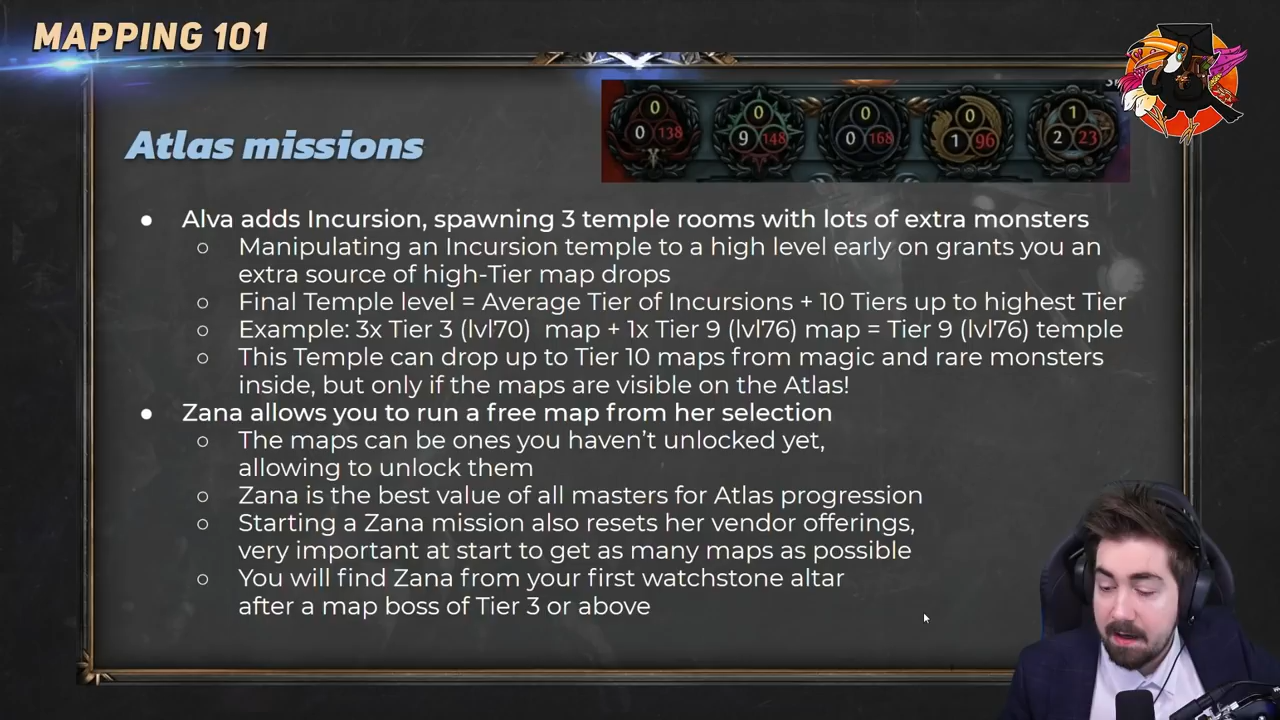 MAPPING 101
Atlas missions
0
0 138
0
9 148
0
0 168
0
1 96
1
2 23
● Alva adds Incursion, spawning 3 temple rooms with lots of extra monsters
○ Manipulating an Incursion temple to a high level early on grants you an
extra source of high-Tier map drops
○ Final Temple level = Average Tier of Incursions + 10 Tiers up to highest Tier
○ Example: 3x Tier 3 (lvl70) map + 1x Tier 9 (lvl76) map = Tier 9 (lvl76) temple
○ This Temple can drop up to Tier 10 maps from magic and rare monsters
inside, but only if the maps are visible on the Atlas!
● Zana allows you to run a free map from her selection
○ The maps can be ones you haven't unlocked yet,
allowing to unlock them
○ Zana is the best value of all masters for Atlas progression
○ Starting a Zana mission also resets her vendor offerings,
very important at start to get as many maps as possible
○ You will find Zana from your first watchstone altar
after a map boss of Tier 3 or above